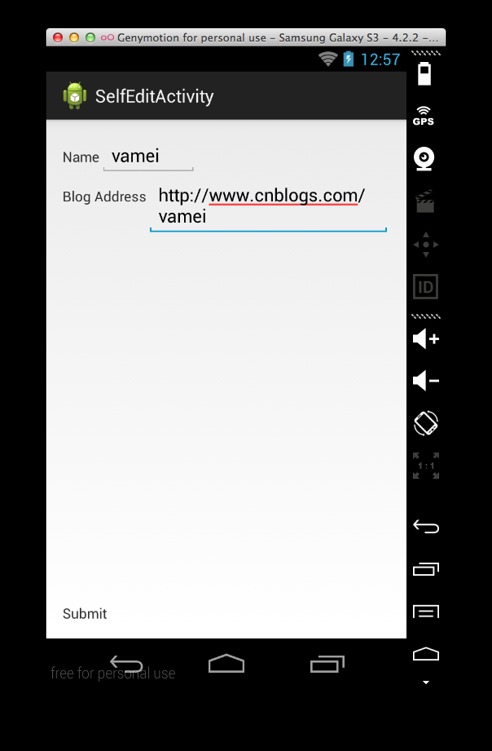 Genymotion for personal use - Samsung Galaxy S3 - 4.2.2 - ...
12:57
SelfEditActivity
GPS
Name vamei
Blog Address http://www.cnblogs.com/
vamei
ID
1:1
Submit
free for personal use